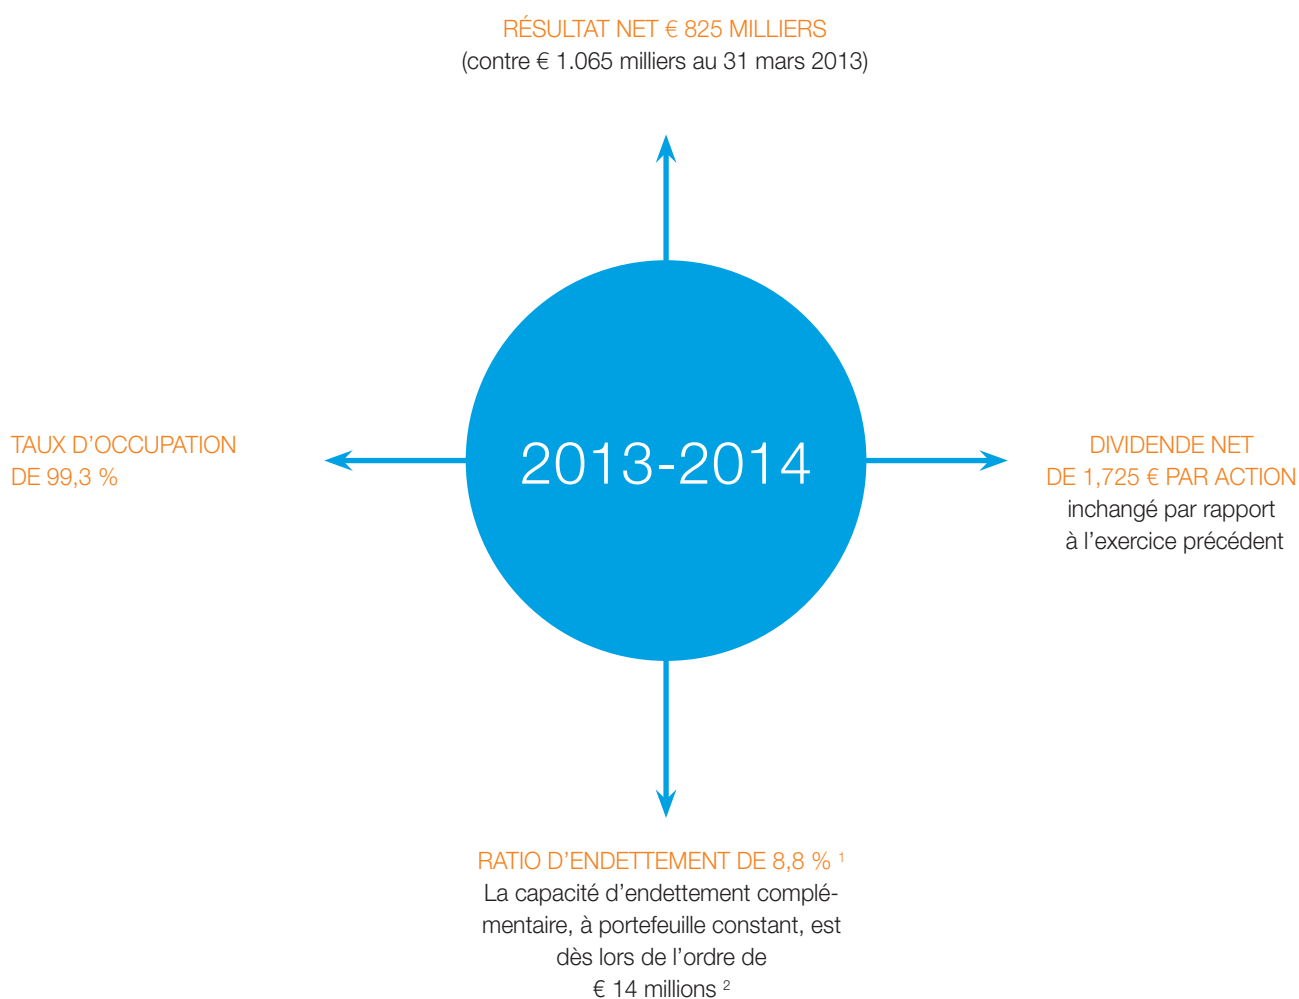 RÉSULTAT NET € 825 MILLIERS
(contre € 1.065 milliers au 31 mars 2013)
TAUX D’OCCUPATION
DE 99,3 %
2013-2014
DIVIDENDE NET
DE 1,725 € PAR ACTION
inchangé par rapport
à l’exercice précédent
RATIO D’ENDETTEMENT DE 8,8 % ¹
La capacité d’endettement complé-
mentaire, à portefeuille constant, est
dès lors de l’ordre de
€ 14 millions ²